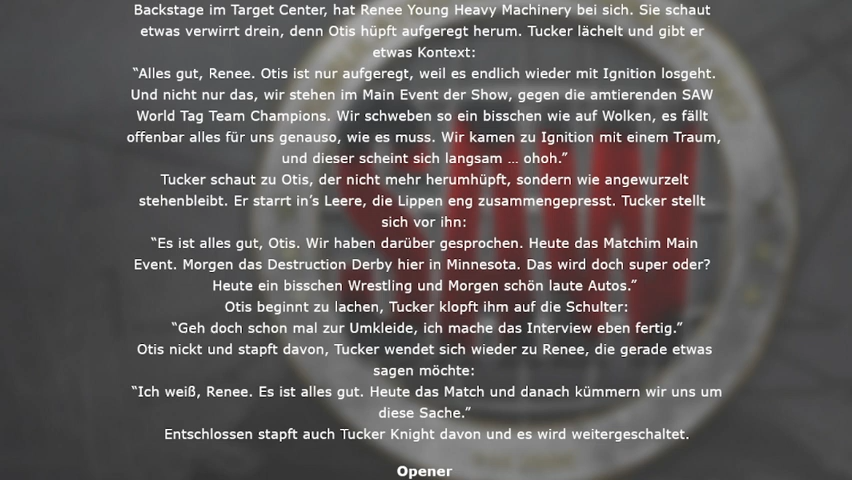 Backstage im Target Center, hat Renee Young Heavy Machinery bei sich. Sie schaut
etwas verwirrt drein, denn Otis hüpft aufgeregt herum. Tucker lächelt und gibt er
etwas Kontext:
“Alles gut, Renee. Otis ist nur aufgeregt, weil es endlich wieder mit Ignition losgeht.
Und nicht nur das, wir stehen im Main Event der Show, gegen die amtierenden SAW
World Tag Team Champions. Wir schweben so ein bisschen wie auf Wolken, es fällt
offenbar alles für uns genauso, wie es muss. Wir kamen zu Ignition mit einem Traum,
und dieser scheint sich langsam … ohoh.”
Tucker schaut zu Otis, der nicht mehr herumhüpft, sondern wie angewurzelt
stehenbleibt. Er starrt in’s Leere, die Lippen eng zusammengepresst. Tucker stellt
sich vor ihn:
“Es ist alles gut, Otis. Wir haben darüber gesprochen. Heute das Matchim Main
Event. Morgen das Destruction Derby hier in Minnesota. Das wird doch super oder?
Heute ein bisschen Wrestling und Morgen schön laute Autos.”
Otis beginnt zu lachen, Tucker klopft ihm auf die Schulter:
“Geh doch schon mal zur Umkleide, ich mache das Interview eben fertig.”
Otis nickt und stapft davon, Tucker wendet sich wieder zu Renee, die gerade etwas
sagen möchte:
“Ich weiß, Renee. Es ist alles gut. Heute das Match und danach kümmern wir uns um
diese Sache.”
Entschlossen stapft auch Tucker Knight davon und es wird weitergeschaltet.
Opener